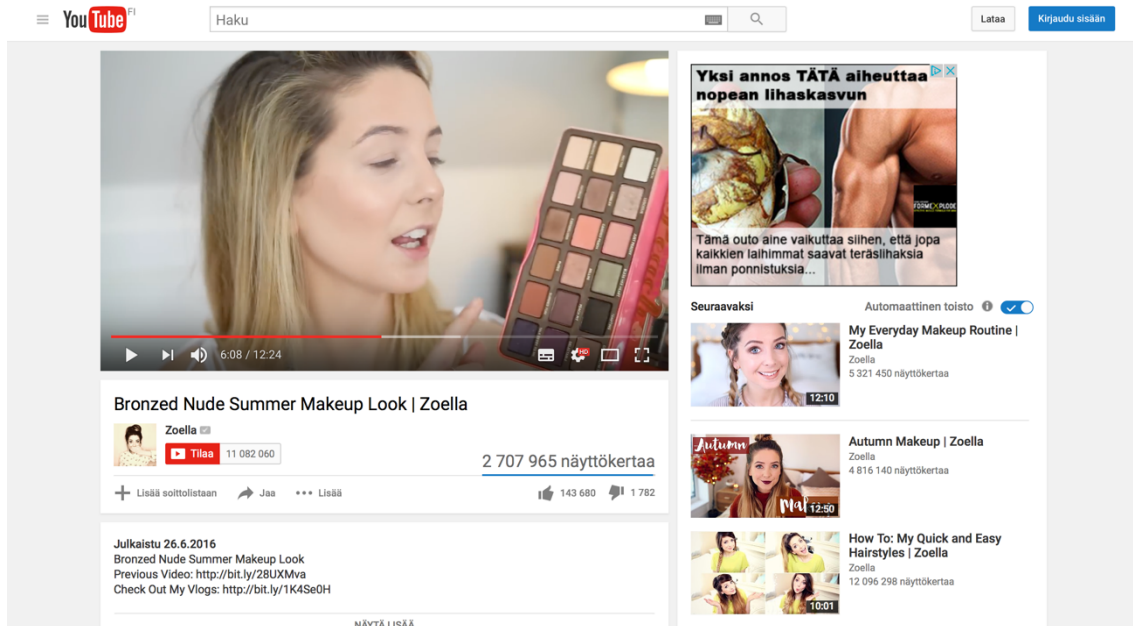 YouTube FI
Haku
Lataa
Kirjaudu sisään
6:08 / 12:24
HD
Bronzed Nude Summer Makeup Look | Zoella
Zoella
Tilaa 11 082 060
2 707 965 näyttökertaa
Lisää soittolistaan Jaa Lisää
143 680 1 782
Julkaistu 26.6.2016
Bronzed Nude Summer Makeup Look
Previous Video: http://bit.ly/28UXMva
Check Out My Vlogs: http://bit.ly/1K4Se0H
NÄYTÄ LISÄÄ
Yksi annos TÄTÄ aiheuttaa
nopean lihaskasvun
FORMEXPLODE
Tämä outo aine vaikuttaa siihen, että jopa
kaikkien laihimmat saavat teräslihaksia
ilman ponnistuksia...
Seuraavaksi
Automaattinen toisto
My Everyday Makeup Routine |
Zoella
Zoella
5 321 450 näyttökertaa
12:10
Autumn
Autumn Makeup | Zoella
Zoella
4 816 140 näyttökertaa
12:50
How To: My Quick and Easy
Hairstyles | Zoella
Zoella
12 096 298 näyttökertaa
10:01